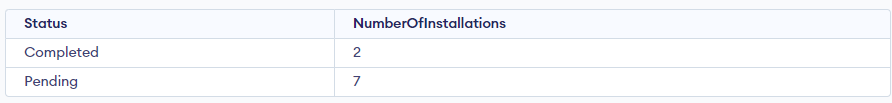 Status NumberOfInstallations
Completed 2
Pending 7